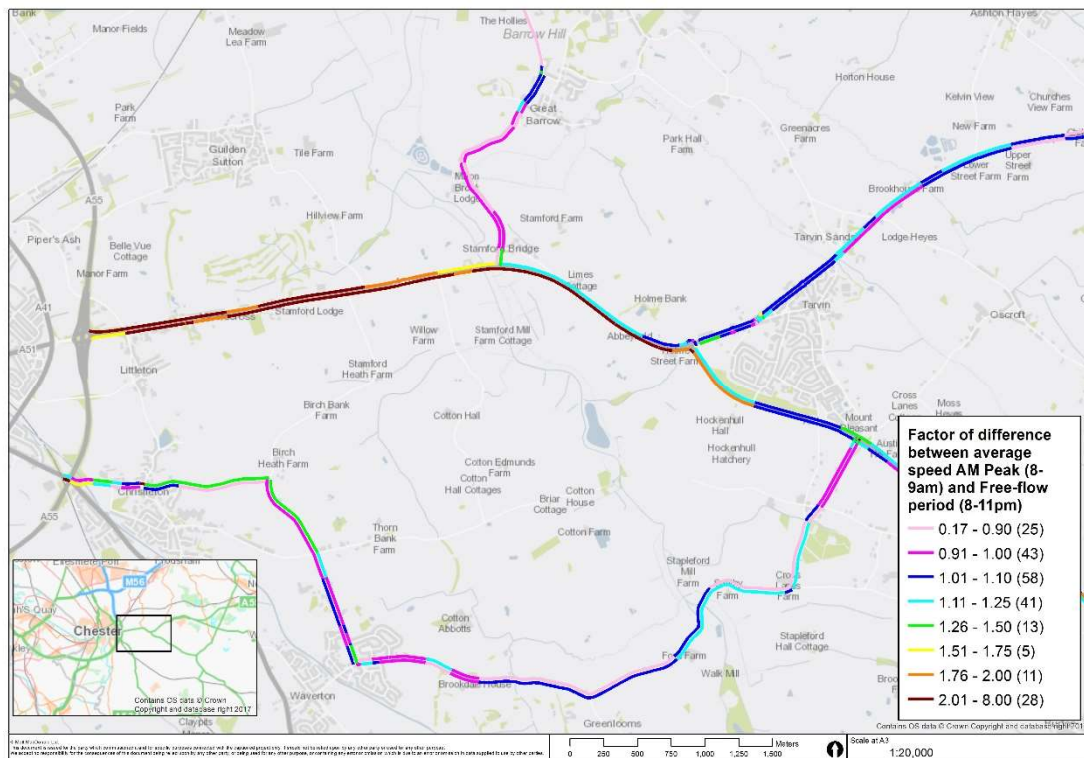 Bank
Manor Fields
Meadow
Lea Farm
The Hollies
Barrow Hill
Ashton Hayes
Horton House
Kelvin View
Churches
View Farm
New Farm
Park
Farm
Great
Barrow
Guilden
Sutton
Tile Farm
Park Hall
Farm
Greenacres
Farm
Lower
Street Farm
Upper
Street
Farm
Brookhouse Farm
A55
Lodge
Hillview Farm
Stamford Farm
Piper's Ash
Belle Vue
Cottage
Stamford Bridge
Tarvin Sands
Lodge Heyes
Manor Farm
Limes
Cottage
Holme Bank
A41
Stamford Lodge
Tarvin
Oscroft
A51
Willow
Farm
Stamford Mill
Farm Cottage
Street Farm
Littleton
Stamford
Heath Farm
Birch Bank
Farm
Cotton Hall
Hockenhull
Hall
Mount
Pleasant
Cross
Lanes
Moss
Hockenhull
Hatchery
Birch
Heath Farm
Cotton Edmunds
Farm
Cotton
Hall Cottages
Cotton
House
Briar
Cottage
Christleton
A55
Cotton Farm
Thorn
Bank Farm
Stapleford
Mill
Farm
Cross
Lanes
Farm
Cotton
Abbotts
Stapleford
Hall Cottage
Walk Mill
Waverton
Brookdale House
Greenlooms
Factor of difference
between average
speed AM Peak (8-
9am) and Free-flow
period (8-11pm)
0.17 - 0.90 (25)
0.91 - 1.00 (43)
1.01 - 1.10 (58)
1.11 - 1.25 (41)
1.26 - 1.50 (13)
1.51 - 1.75 (5)
1.76 - 2.00 (11)
2.01 - 8.00 (28)
M56
Chester
Contains OS data © Crown
Copyright and database right 2017
Contains OS data © Crown Copyright and database right 201
0 250 500 750 1,000 1,250 1,500
Meters
Scale at A3
1:20,000